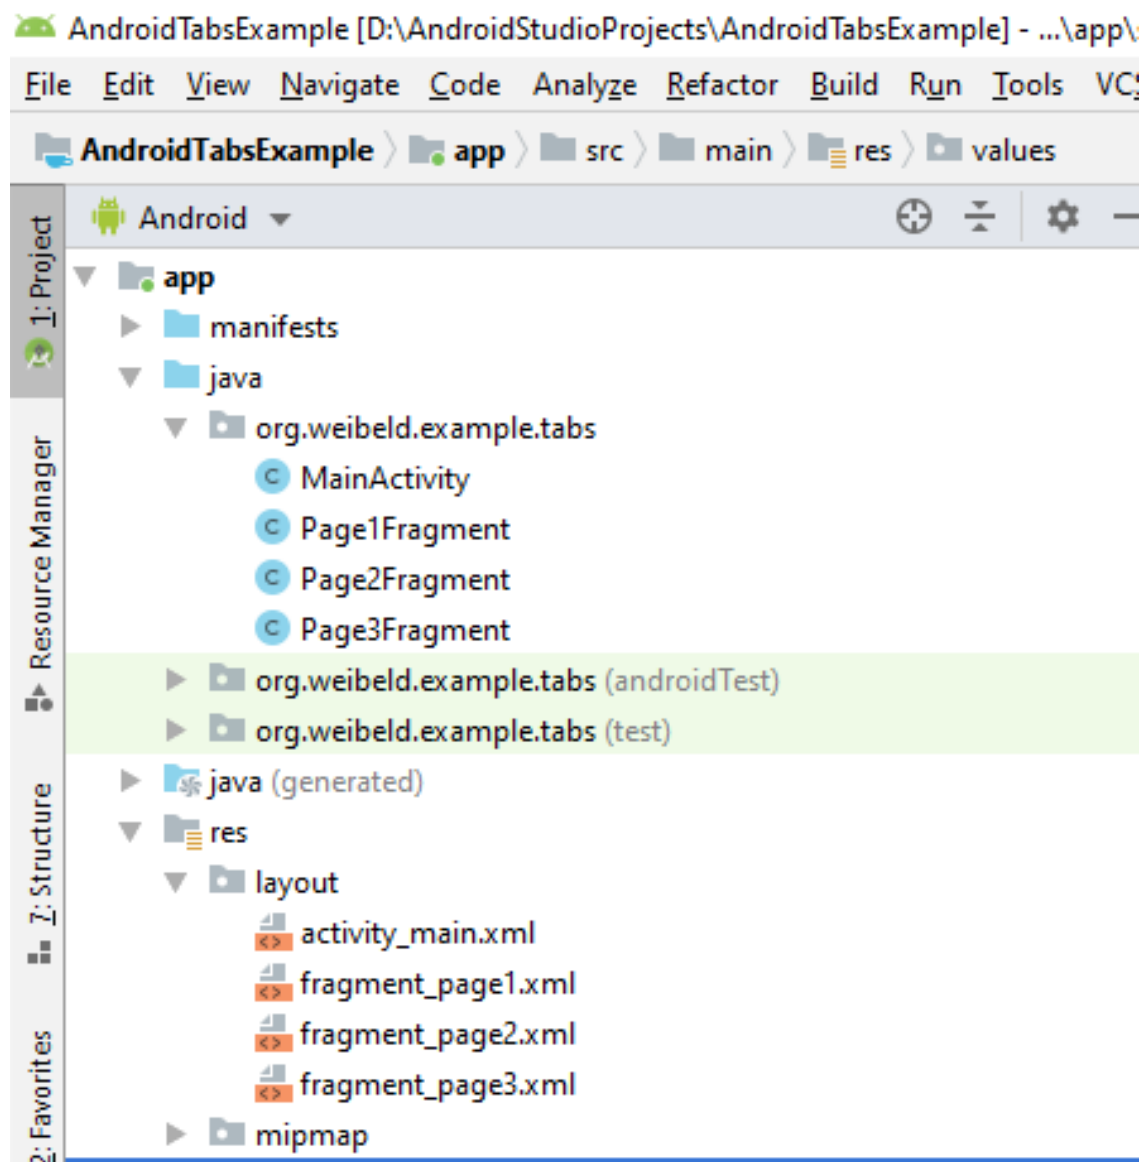 AndroidTabsExample [D:\AndroidStudioProjects\AndroidTabsExample] - ...\app\
File Edit View Navigate Code Analyze Refactor Build Run Tools VCS
AndroidTabsExample app src main res values
Android
app
manifests
java
org.weibeld.example.tabs
MainActivity
Page1Fragment
Page2Fragment
Page3Fragment
org.weibeld.example.tabs (androidTest)
org.weibeld.example.tabs (test)
java (generated)
res
layout
activity_main.xml
fragment_page1.xml
fragment_page2.xml
fragment_page3.xml
mipmap
1: Project
Resource Manager
7: Structure
2: Favorites